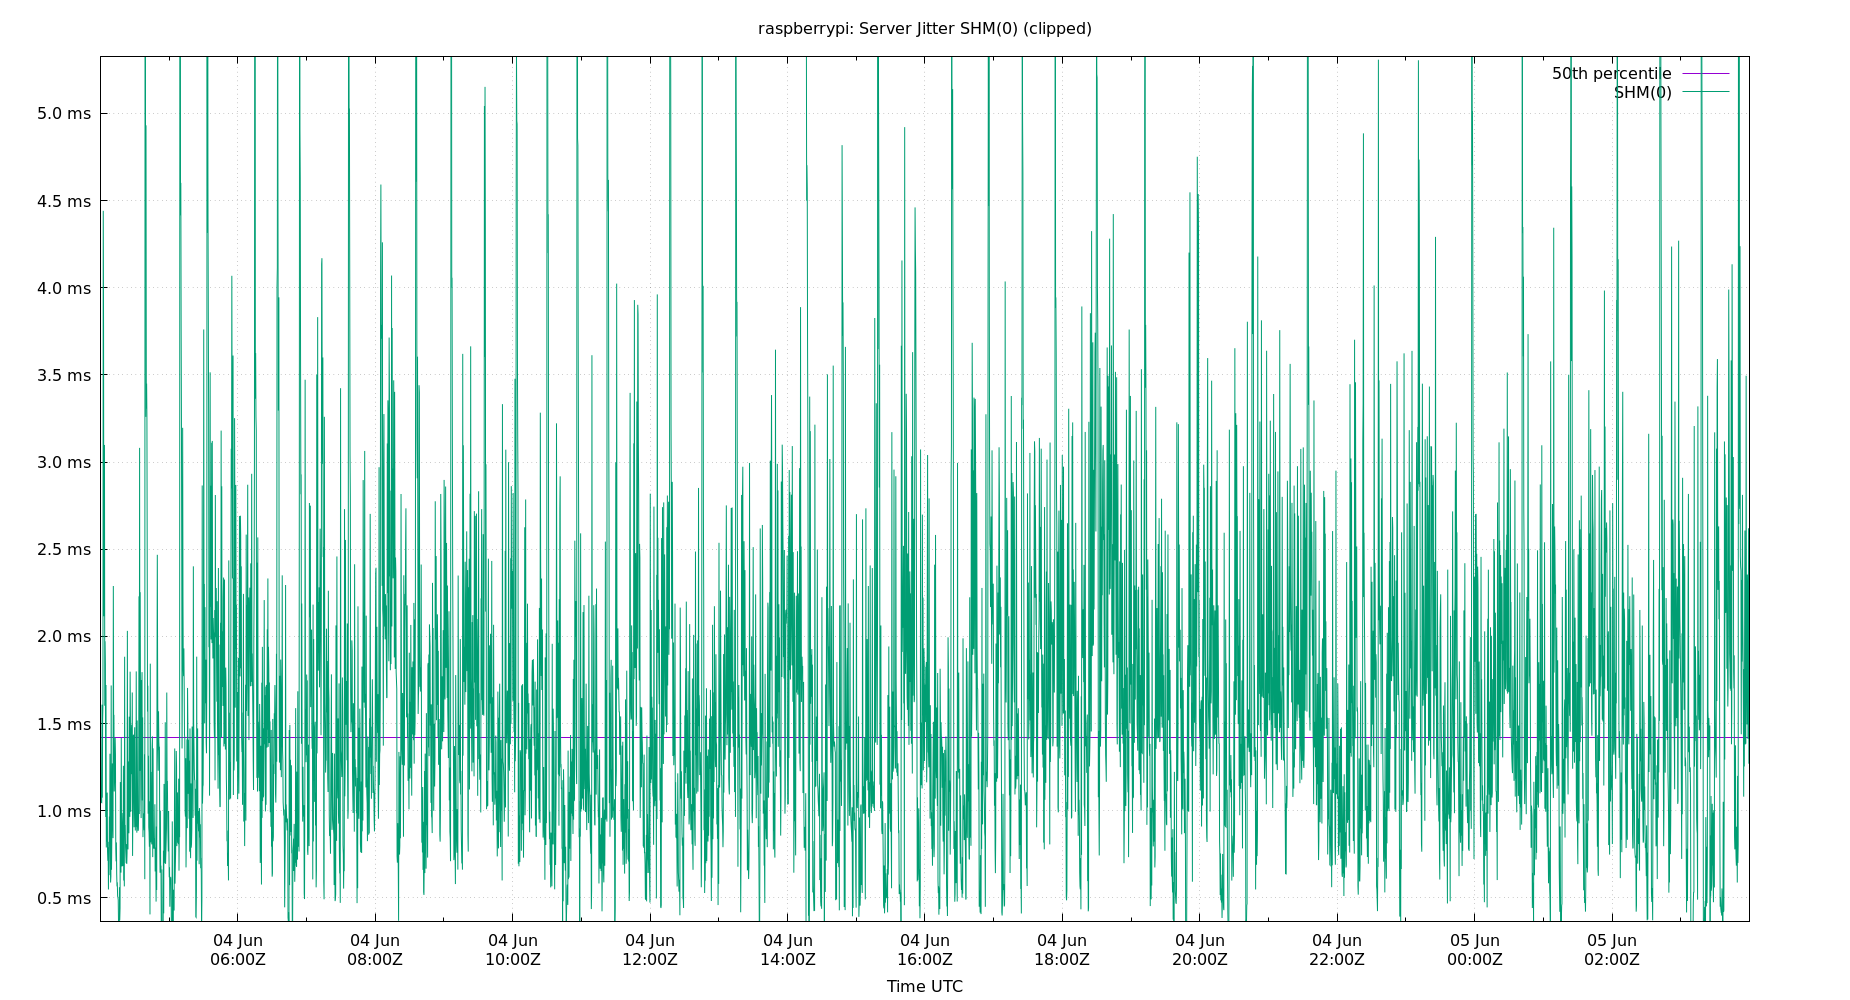 raspberrypi: Server Jitter SHM(0) (clipped)
50th percentile
SHM(0)
5.0 ms
4.5 ms
4.0 ms
3.5 ms
3.0 ms
2.5 ms
2.0 ms
1.5 ms
1.0 ms
0.5 ms
04 Jun 04 Jun 04 Jun 04 Jun 04 Jun 04 Jun 04 Jun 04 Jun 04 Jun 05 Jun 05 Jun
06:00Z 08:00Z 10:00Z 12:00Z 14:00Z 16:00Z 18:00Z 20:00Z 22:00Z 00:00Z 02:00Z
Time UTC